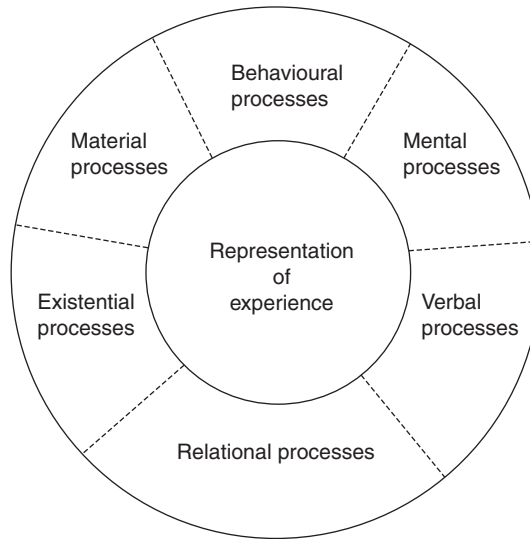 Behavioural
processes
Mental
processes
Verbal
processes
Relational processes
Existential
processes
Material
processes
Representation
of
experience